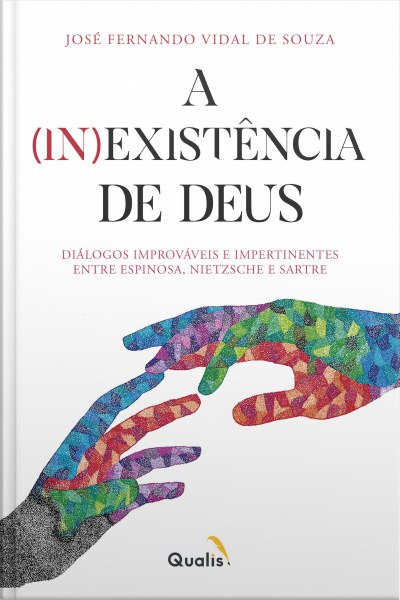 JOSÉ FERNANDO VIDAL DE SOUZA
A
(IN)EXISTÊNCIA
DE DEUS
DIÁLOGOS IMPROVÁVEIS E IMPERTINENTES
ENTRE ESPINOSA, NIETZSCHE E SARTRE
Qualis